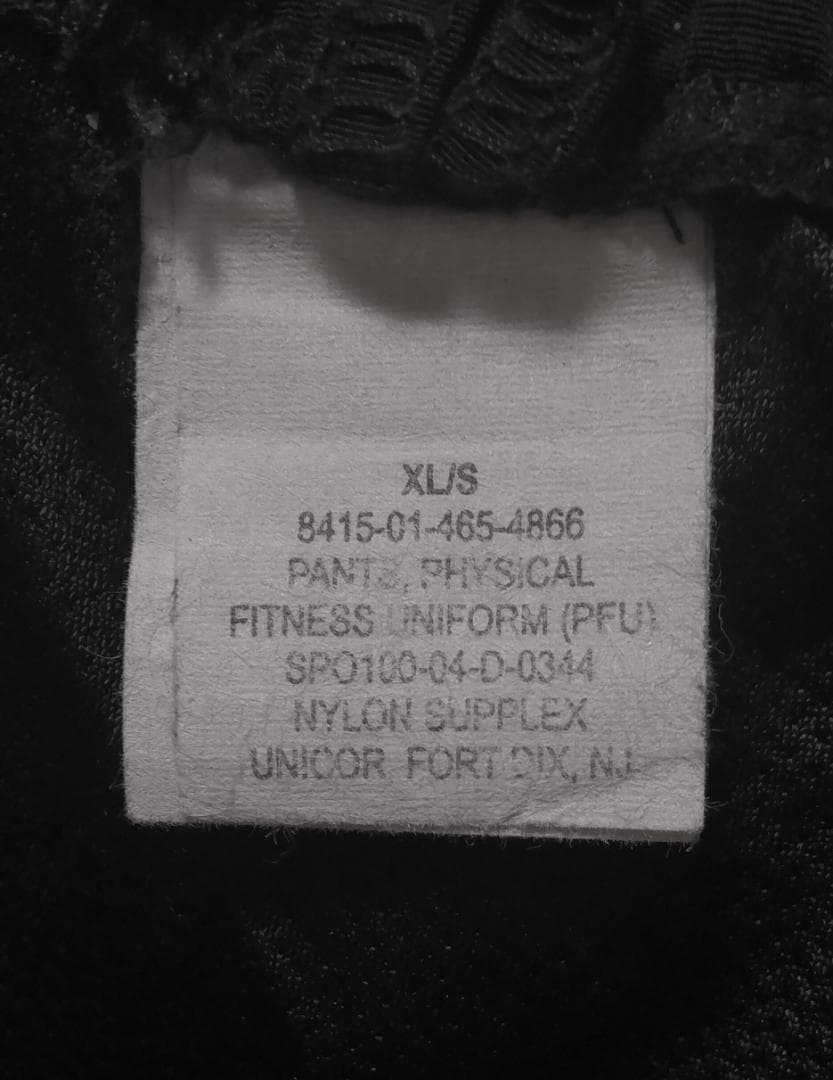 XL/S
8415-01-465-4866
PANTS, PHYSICAL
FITNESS UNIFORM (PFU)
SPO100-04-D-0344
NYLON SUPPLEX
UNICOR FORT DIX, NJ